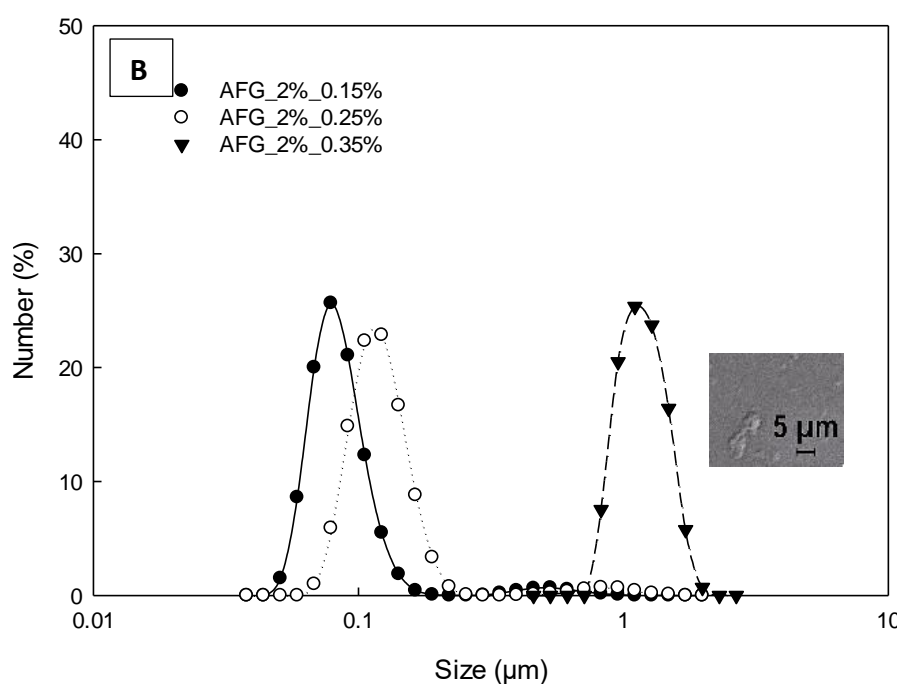 50
B
AFG_2%_0.15%
AFG_2%_0.25%
AFG_2%_0.35%
40
30
20
10
0
Number (%)
5 µm
0.01 0.1 1 10
Size (µm)